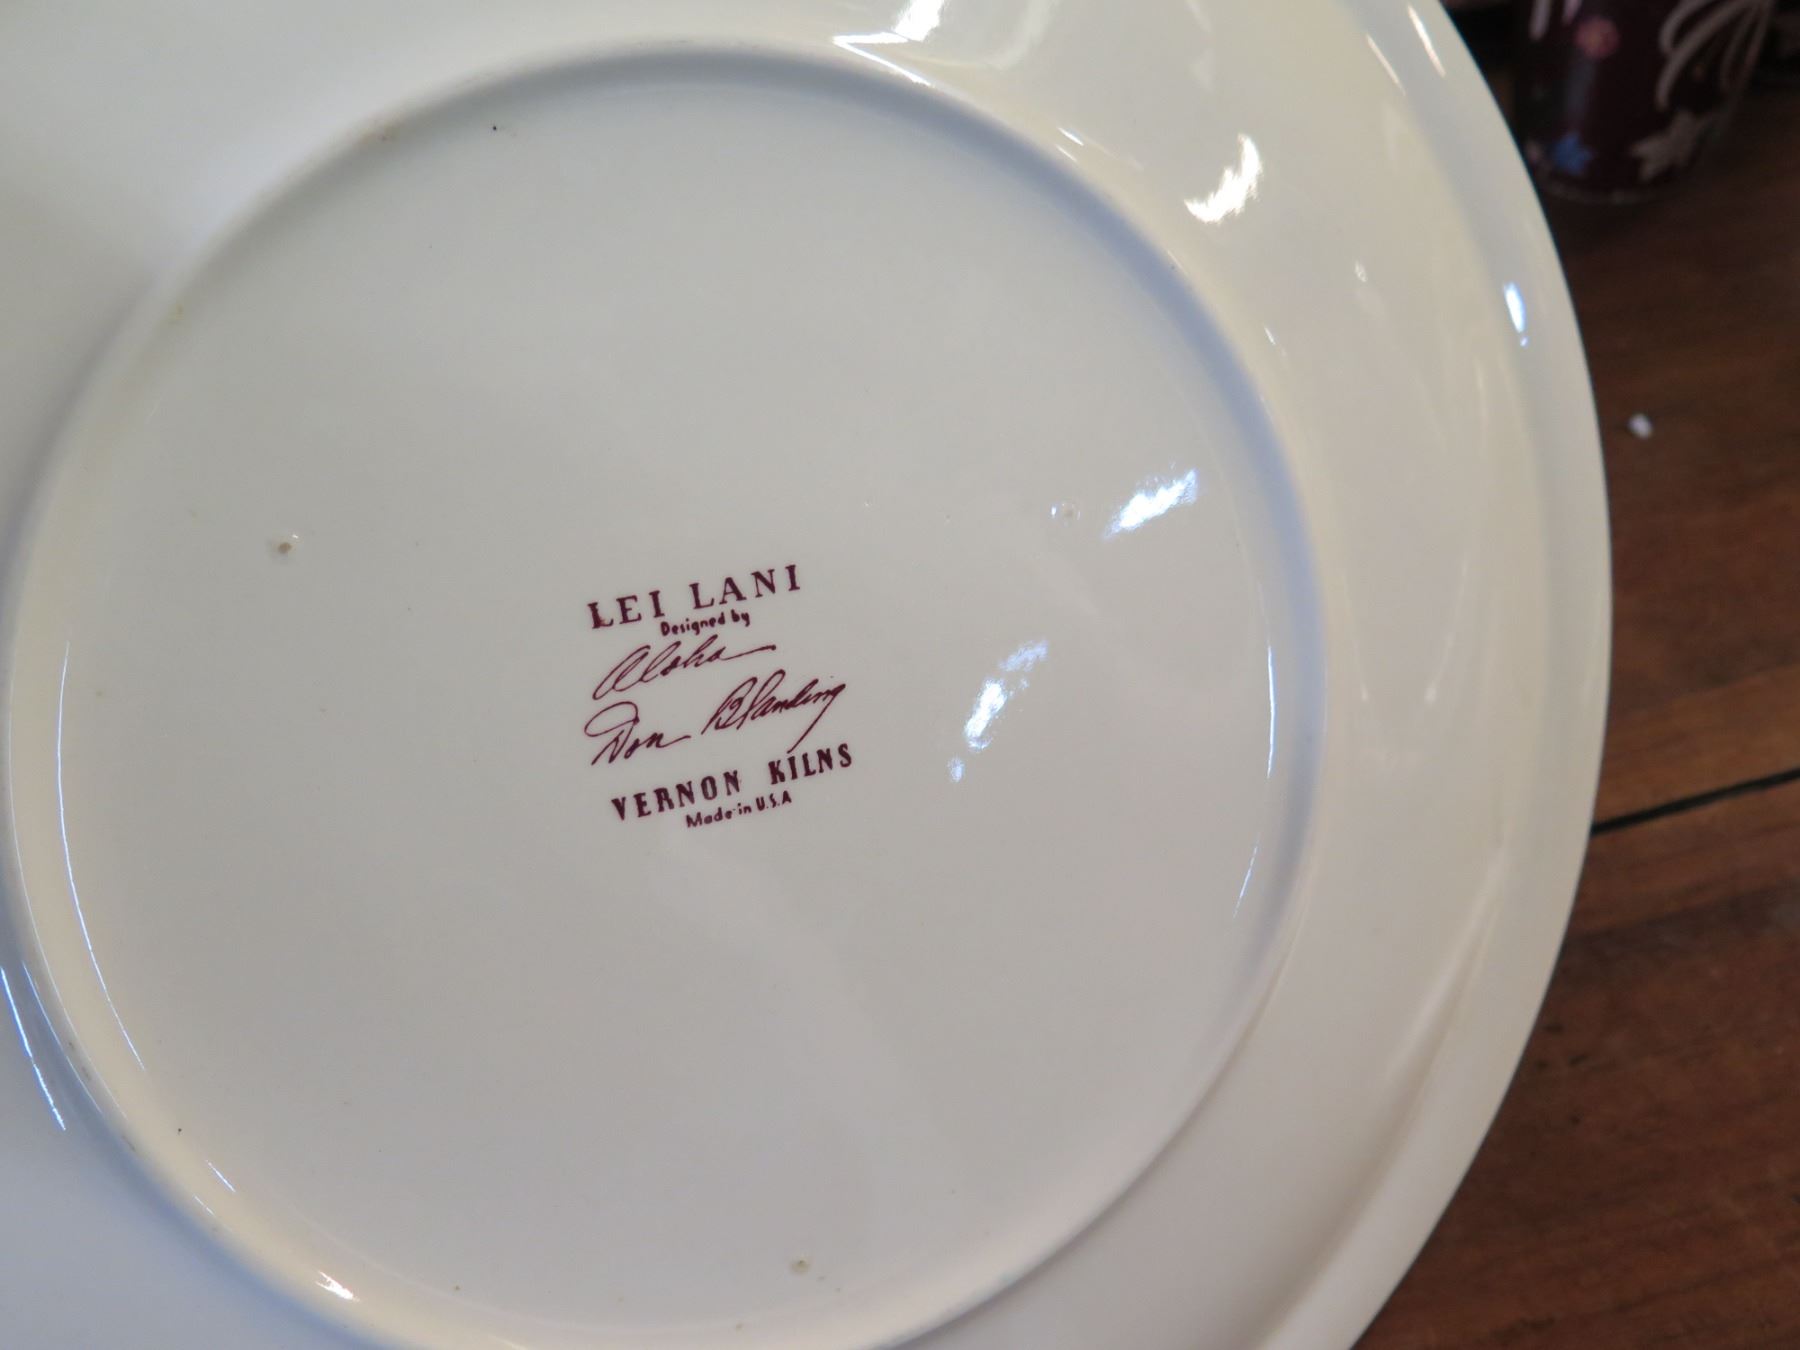 LEI LANI
Designed by
Aloha
Don Blanding
VERNON KILNS
Made in U.S.A